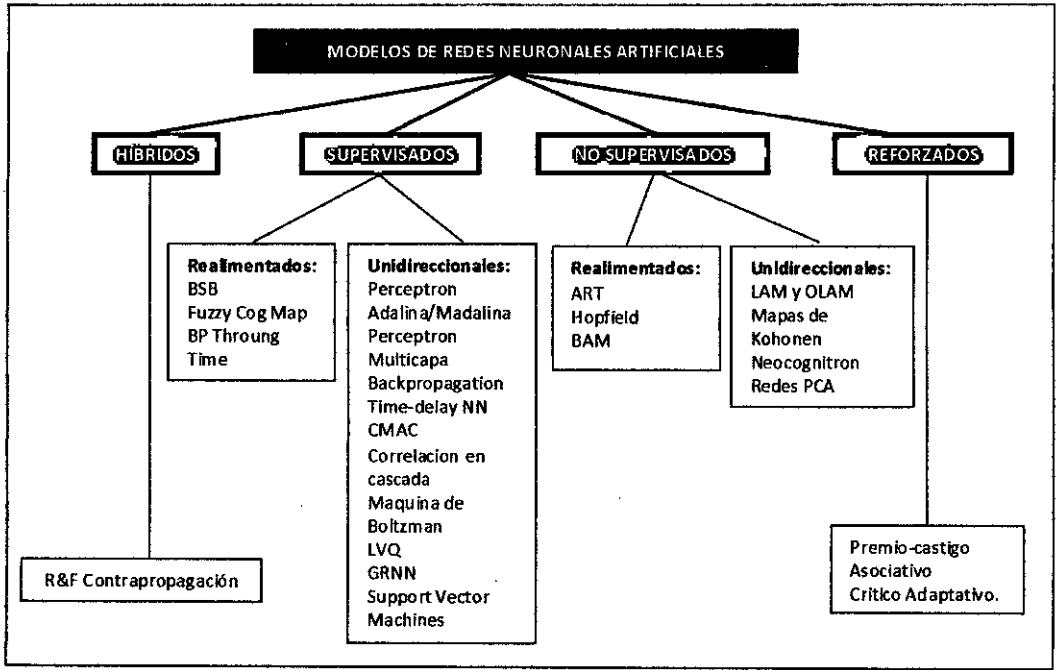 MODELOS DE REDES NEURONALES ARTIFICIALES
HÍBRIDOS
SUPERVISADOS
NO SUPERVISADOS
REFORZADOS
Realimentados:
BSB
Fuzzy Cog Map
BP Throung
Time
Unidireccionales:
Perceptron
Adalina/Madalina
Perceptron
Multicapa
Backpropagation
Time-delay NN
CMAC
Correlacion en
cascada
Maquina de
Boltzman
LVQ
GRNN
Support Vector
Machines
Realimentados:
ART
Hopfield
BAM
Unidireccionales:
LAM y OLAM
Mapas de
Kohonen
Neocognitron
Redes PCA
R&F Contrapropagación
Premio-castigo
Asociativo
Critico Adaptativo.